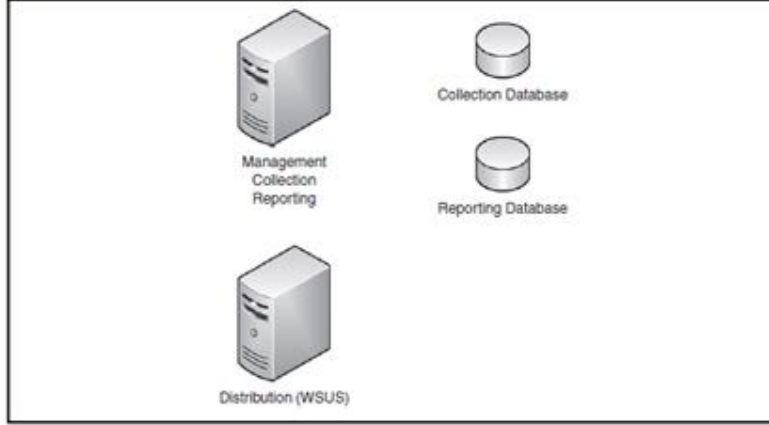 Management
Collection
Reporting
Collection Database
Reporting Database
Distribution (WSUS)